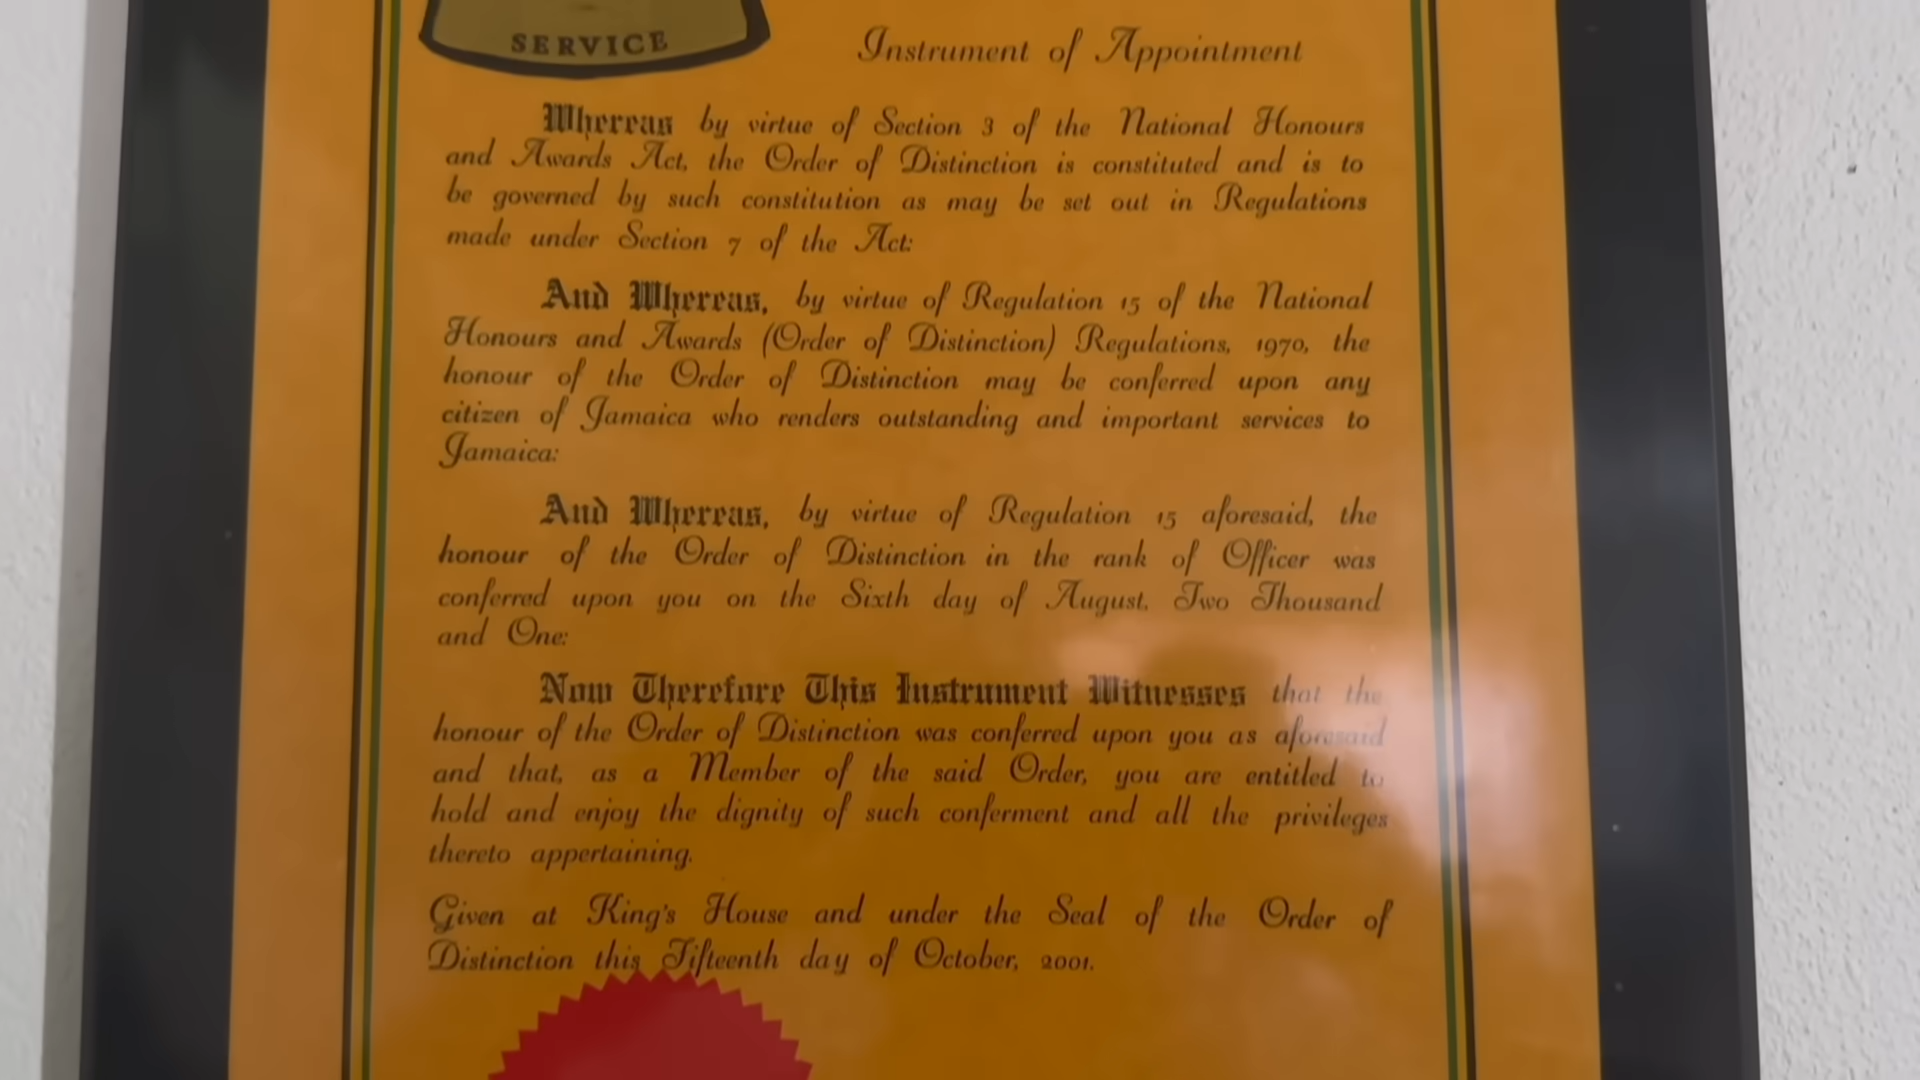 SERVICE
Instrument of Appointment
Whereas by virtue of Section 3 of the National Honours
and Awards Act, the Order of Distinction is constituted and is to
be governed by such constitution as may be set out in Regulations
made under Section 7 of the Act:
And Whereas, by virtue of Regulation 15 of the National
Honours and Awards (Order of Distinction) Regulations, 1970, the
honour of the Order of Distinction may be conferred upon any
citizen of Jamaica who renders outstanding and important services to
Jamaica:
And Whereas, by virtue of Regulation 15 aforesaid, the
honour of the Order of Distinction in the rank of Officer was
conferred upon you on the Sixth day of August, Two Thousand
and One:
Now Therefore This Instrument Witnesses that the
honour of the Order of Distinction was conferred upon you as aforesaid
and that, as a Member of the said Order, you are entitled to
hold and enjoy the dignity of such conferment and all the privileges
thereto appertaining.
Given at King's House and under the Seal of the Order of
Distinction this Fifteenth day of October, 2001.